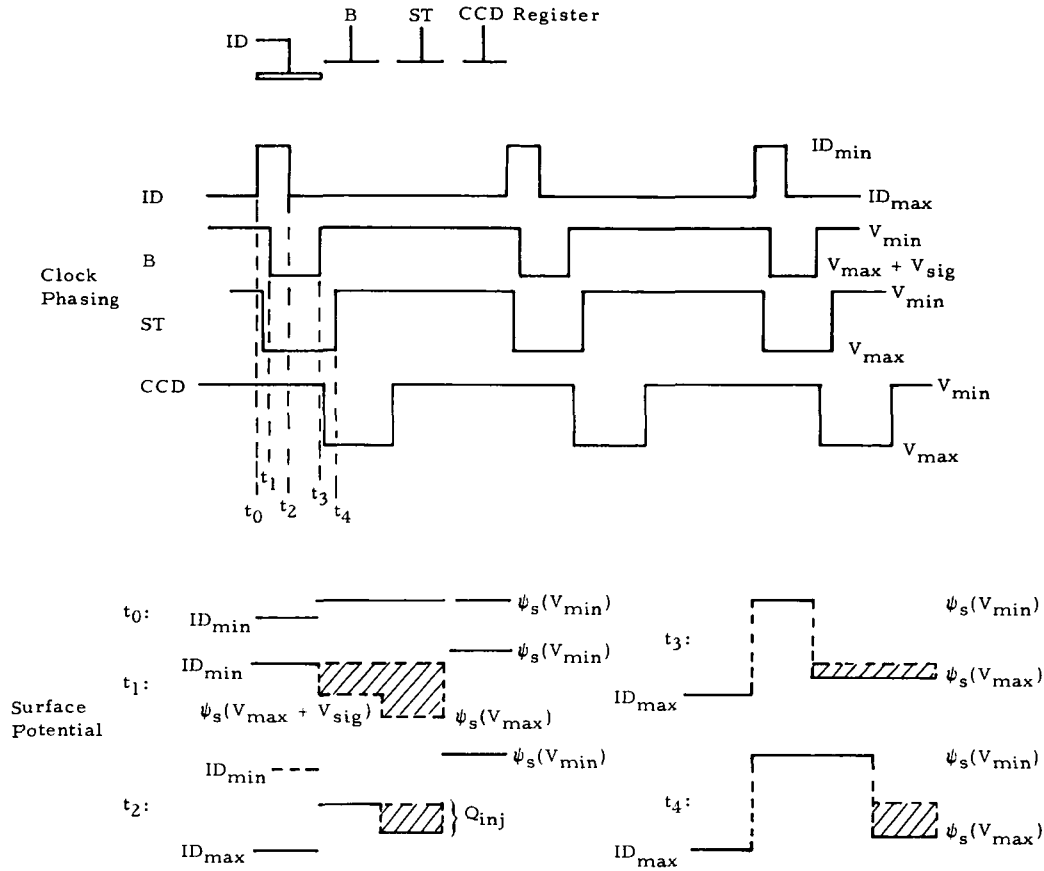 B ST CCD Register
ID
ID_min
ID ID_max
B V_min
V_max + V_sig
Clock Phasing
ST V_min
V_max
CCD V_min
V_max
t_0 t_1 t_2 t_3 t_4
Surface Potential
t_0: ID_min ψ_s(V_min)
t_1: ID_min ψ_s(V_min)
ψ_s(V_max + V_sig) ψ_s(V_max)
t_2: ID_min ψ_s(V_min)
Q_inj
ID_max
t_3: ψ_s(V_min)
ID_max ψ_s(V_max)
t_4: ψ_s(V_min)
ID_max ψ_s(V_max)